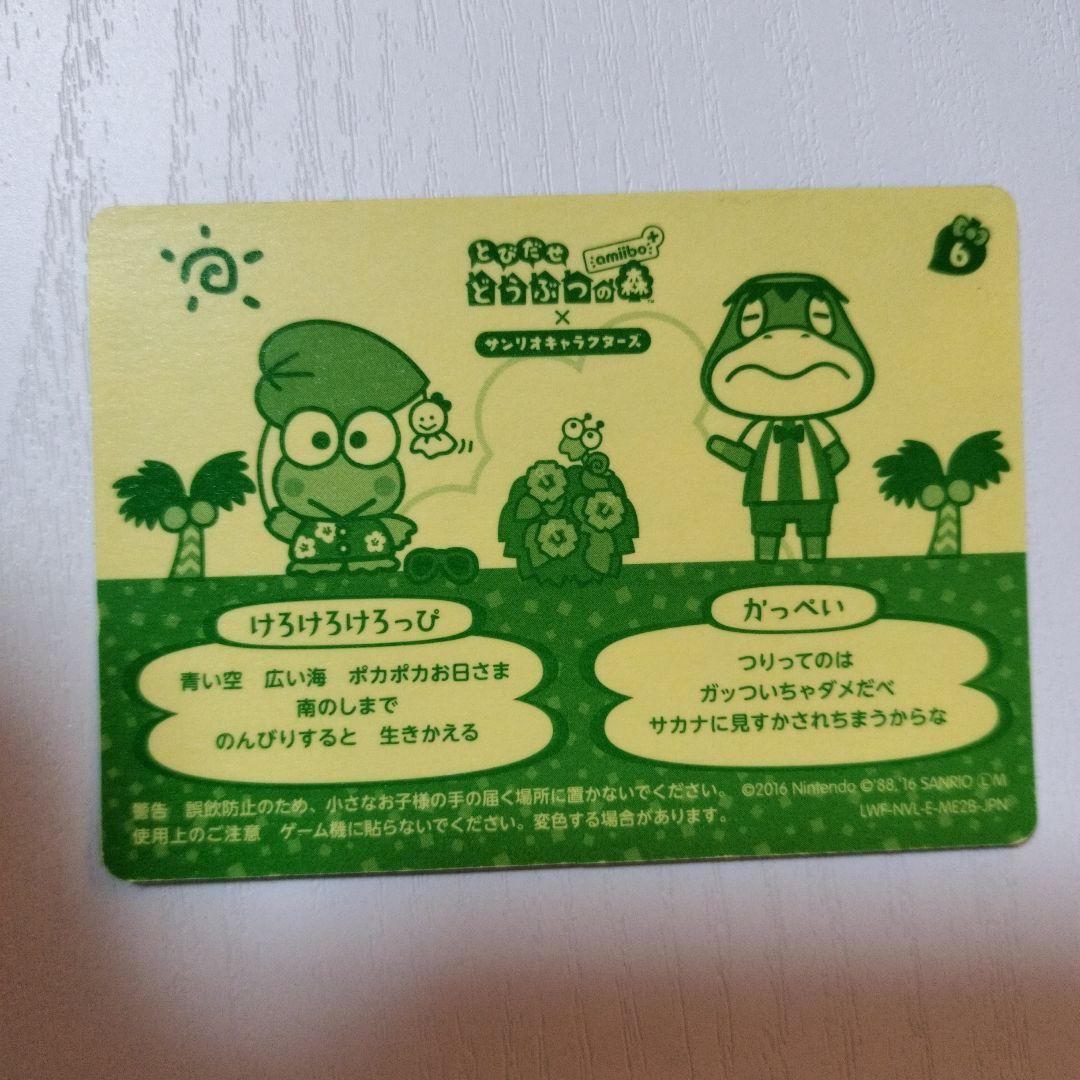 とびだせ
どうぶつの森™
amiibo+
×
サンリオキャラクターズ
6
けろけろけろっぴ
青い空 広い海 ポカポカお日さま
南のしまで
のんびりすると 生きかえる
かっぺい
つりってのは
ガッついちゃダメだべ
サカナに見すかされちまうからな
警告 誤飲防止のため、小さなお子様の手の届く場所に置かないでください。
使用上のご注意 ゲーム機に貼らないでください。変色する場合があります。
©2016 Nintendo ©'88,'16 SANRIO ⓁM
LWF-NVL-E-ME2B-JPN